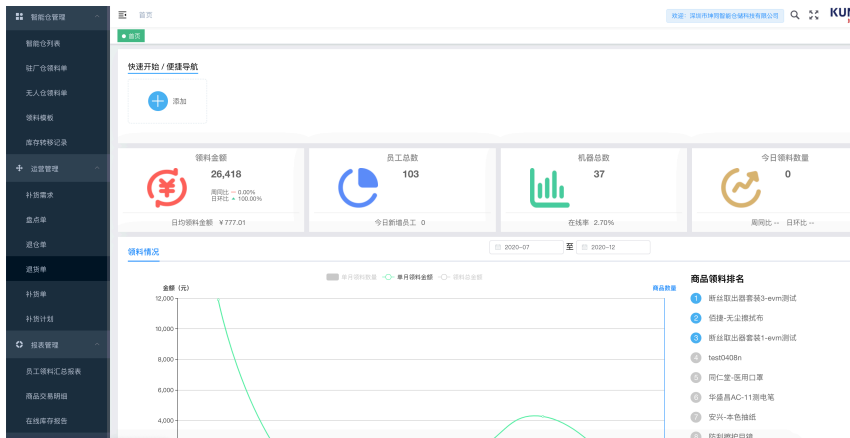 智能仓管理
智能仓列表
驻厂仓领料单
无人仓领料单
领料模板
库存转移记录
运营管理
补货需求
盘点单
退仓单
退货单
补货单
补货计划
报表管理
员工领料汇总报表
商品交易明细
在线库存报告
首页
欢迎 深圳市坤同智能仓储科技有限公司
KUN
首页
快速开始 / 便捷导航
添加
领料金额
26,418
周同比 — 0.00%
日环比 ▲ 100.00%
日均领料金额 ￥777.01
员工总数
103
今日新增员工 0
机器总数
37
在线率 2.70%
今日领料数量
0
周同比 -- 日环比 --
领料情况
2020-07 至 2020-12
单月领料数量 单月领料金额 领料总金额
金额（元）
商品数量
12,000
10,000
8,000
6,000
4,000
商品领料排名
1 断丝取出器套装3-evm测试
2 佰捷-无尘擦拭布
3 断丝取出器套装1-evm测试
4 test0408n
5 同仁堂-医用口罩
6 华盛昌AC-11测电笔
7 安兴-本色抽纸
8 防刮擦护目镜